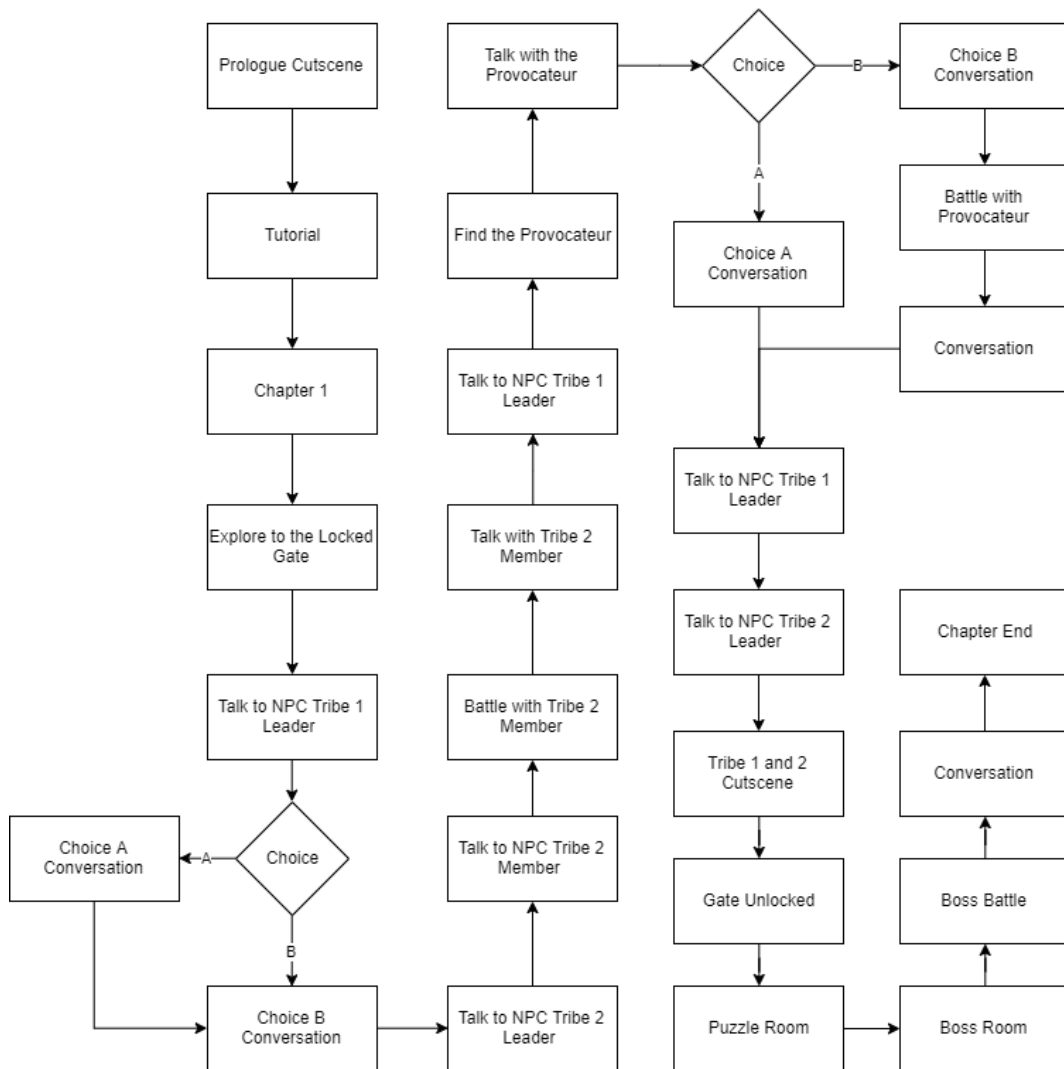 Prologue Cutscene
Tutorial
Chapter 1
Explore to the Locked
Gate
Talk to NPC Tribe 1
Leader
Choice
A
Choice A
Conversation
B
Choice B
Conversation
Talk to NPC Tribe 2
Leader
Talk to NPC Tribe 2
Member
Battle with Tribe 2
Member
Talk with Tribe 2
Member
Talk to NPC Tribe 1
Leader
Find the Provocateur
Talk with the
Provocateur
Choice
B
Choice B
Conversation
Battle with
Provocateur
Conversation
A
Choice A
Conversation
Talk to NPC Tribe 1
Leader
Talk to NPC Tribe 2
Leader
Tribe 1 and 2
Cutscene
Gate Unlocked
Puzzle Room
Boss Room
Boss Battle
Conversation
Chapter End